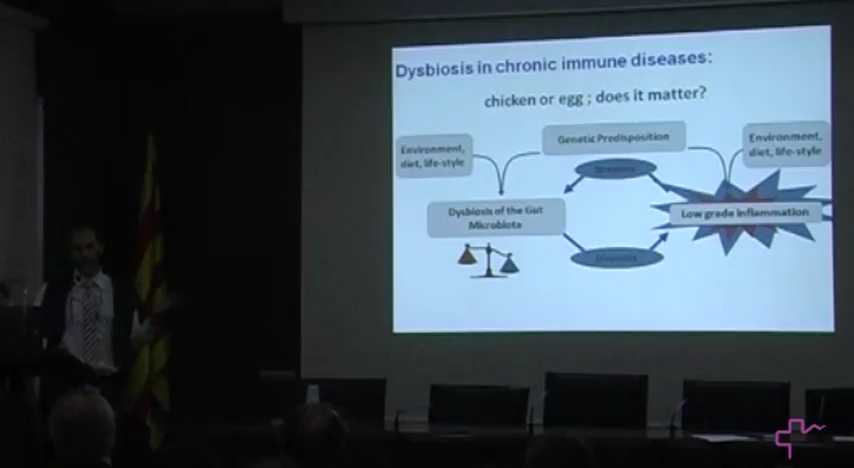 Dysbiosis in chronic immune diseases:
chicken or egg ; does it matter?
Environment,
diet, life-style
Genetic Predisposition
Environment,
diet, life-style
Dysbiosis of the Gut
Microbiota
Low grade inflammation